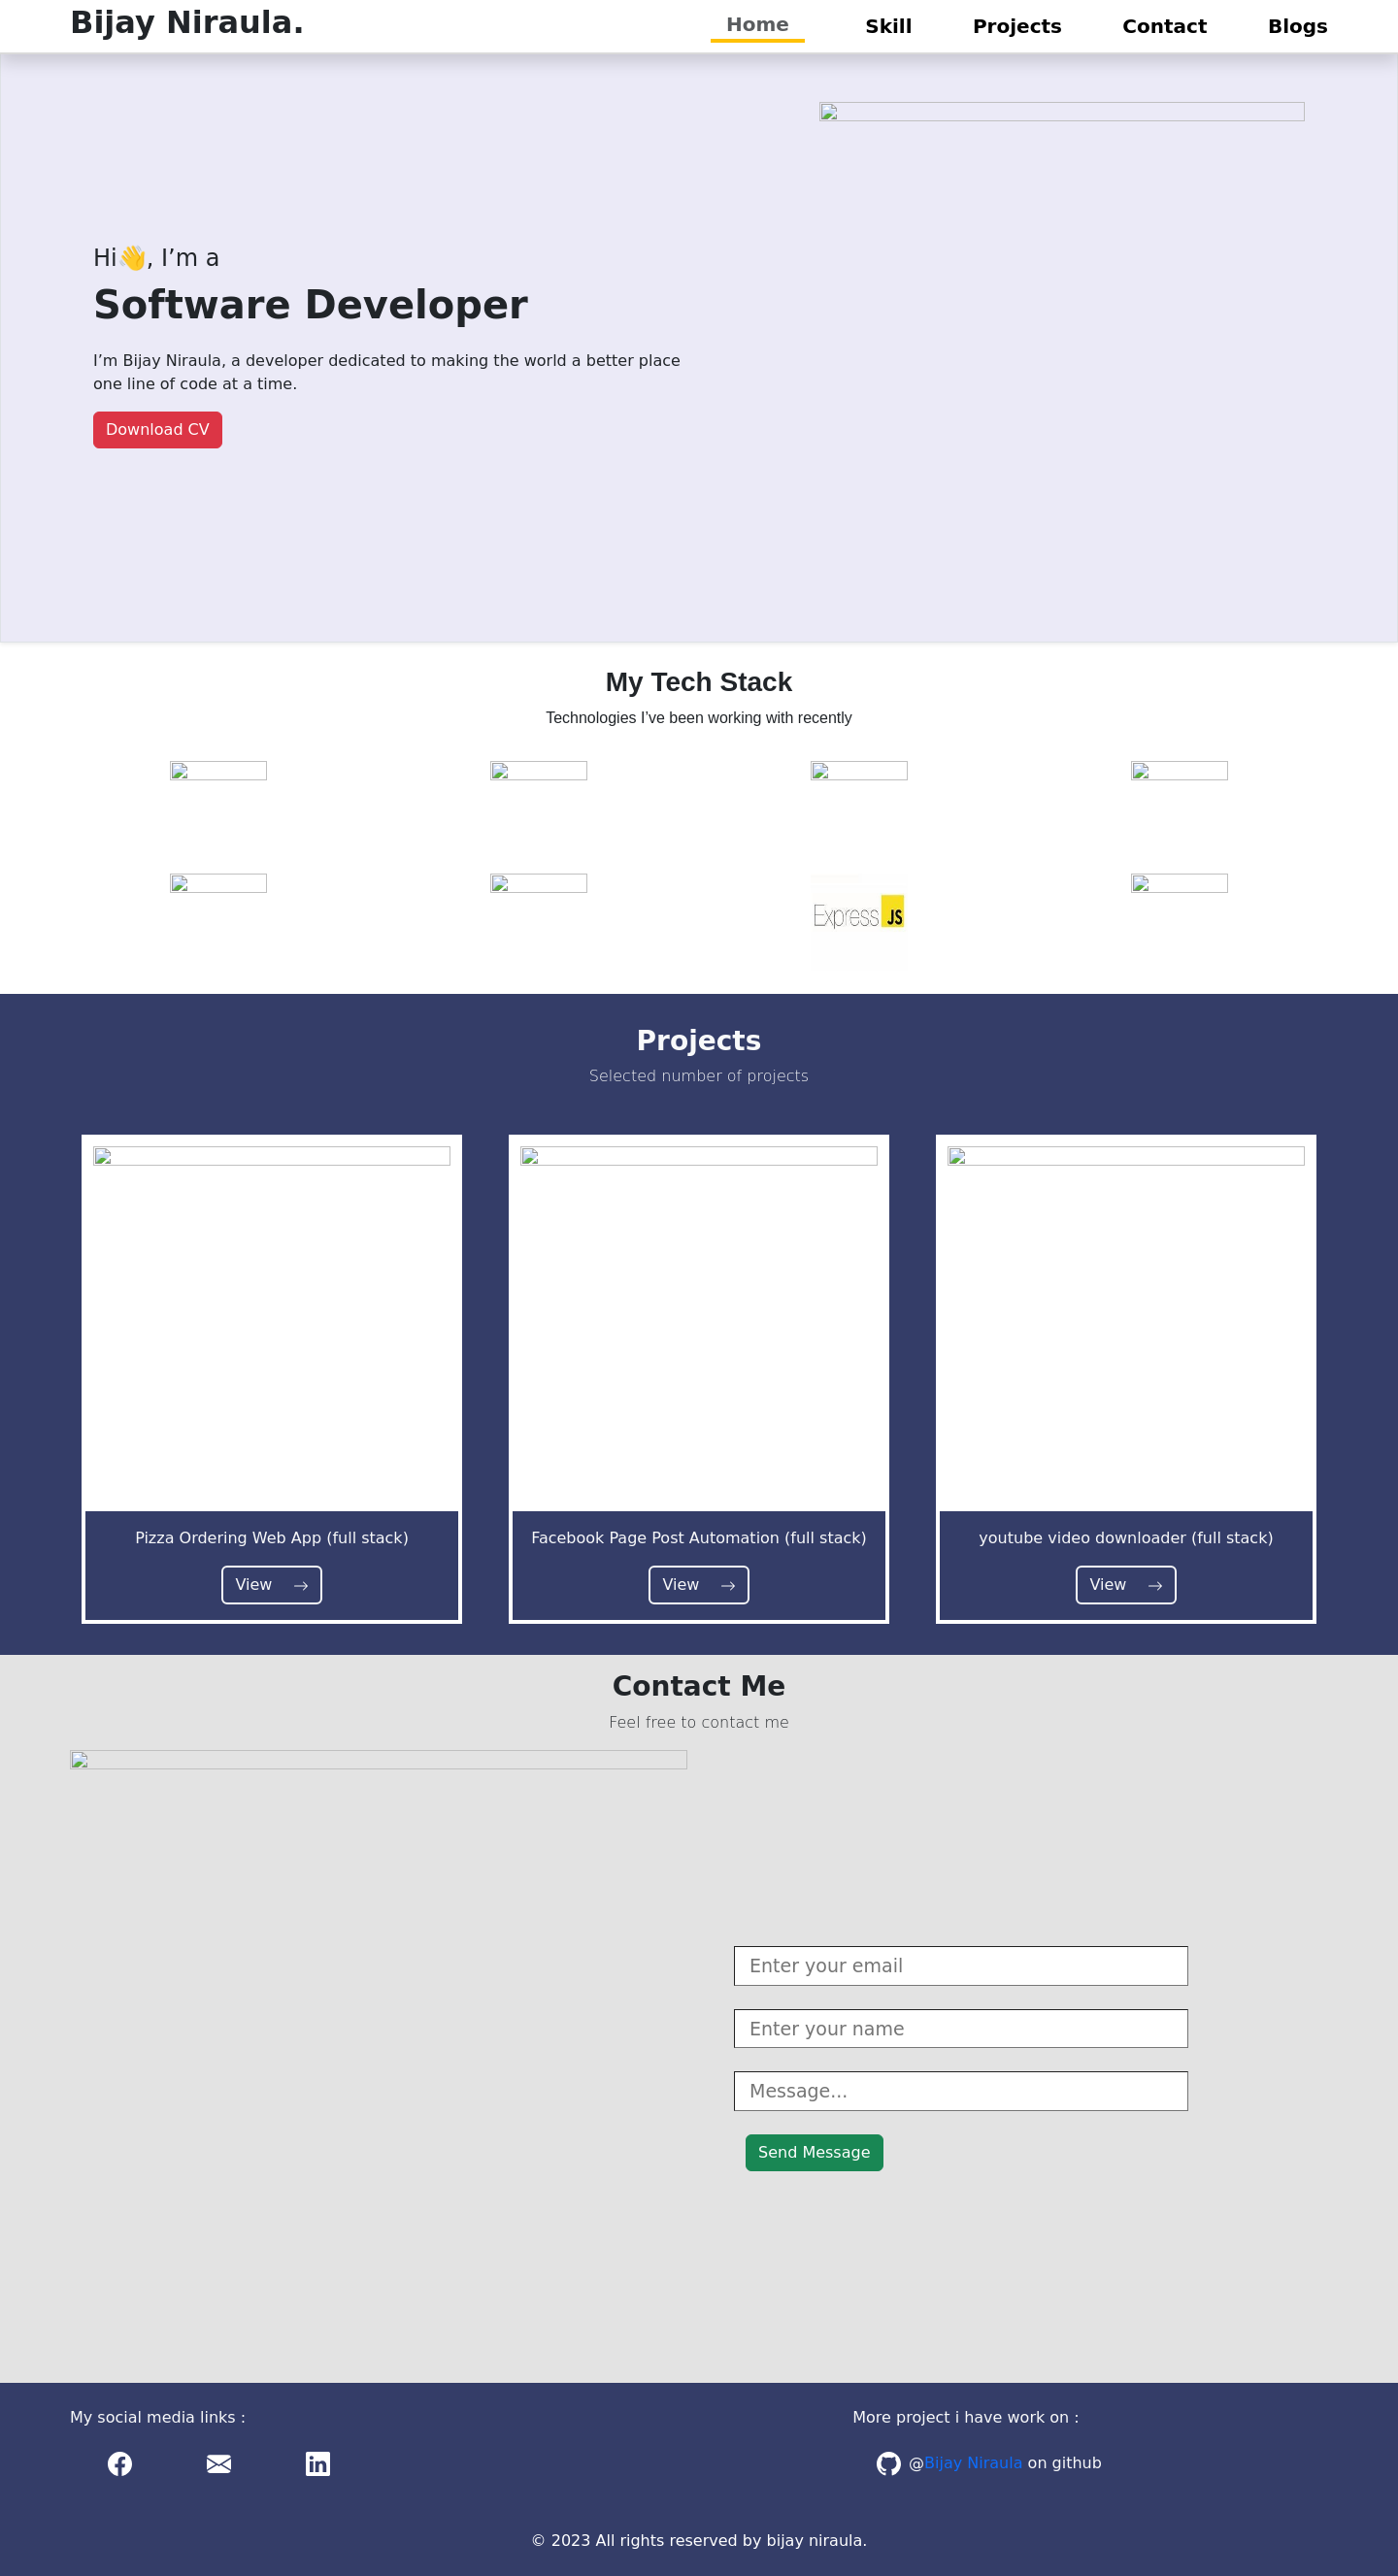 Bijay Niraula.
Home Skill Projects Contact Blogs
Hi👋, I’m a
Software Developer
I’m Bijay Niraula, a developer dedicated to making the world a better place
one line of code at a time.
Download CV
My Tech Stack
Technologies I’ve been working with recently
Express JS
Projects
Selected number of projects
Pizza Ordering Web App (full stack)
View
Facebook Page Post Automation (full stack)
View
youtube video downloader (full stack)
View
Contact Me
Feel free to contact me
Enter your email
Enter your name
Message...
Send Message
My social media links :
More project i have work on :
@Bijay Niraula on github
© 2023 All rights reserved by bijay niraula.